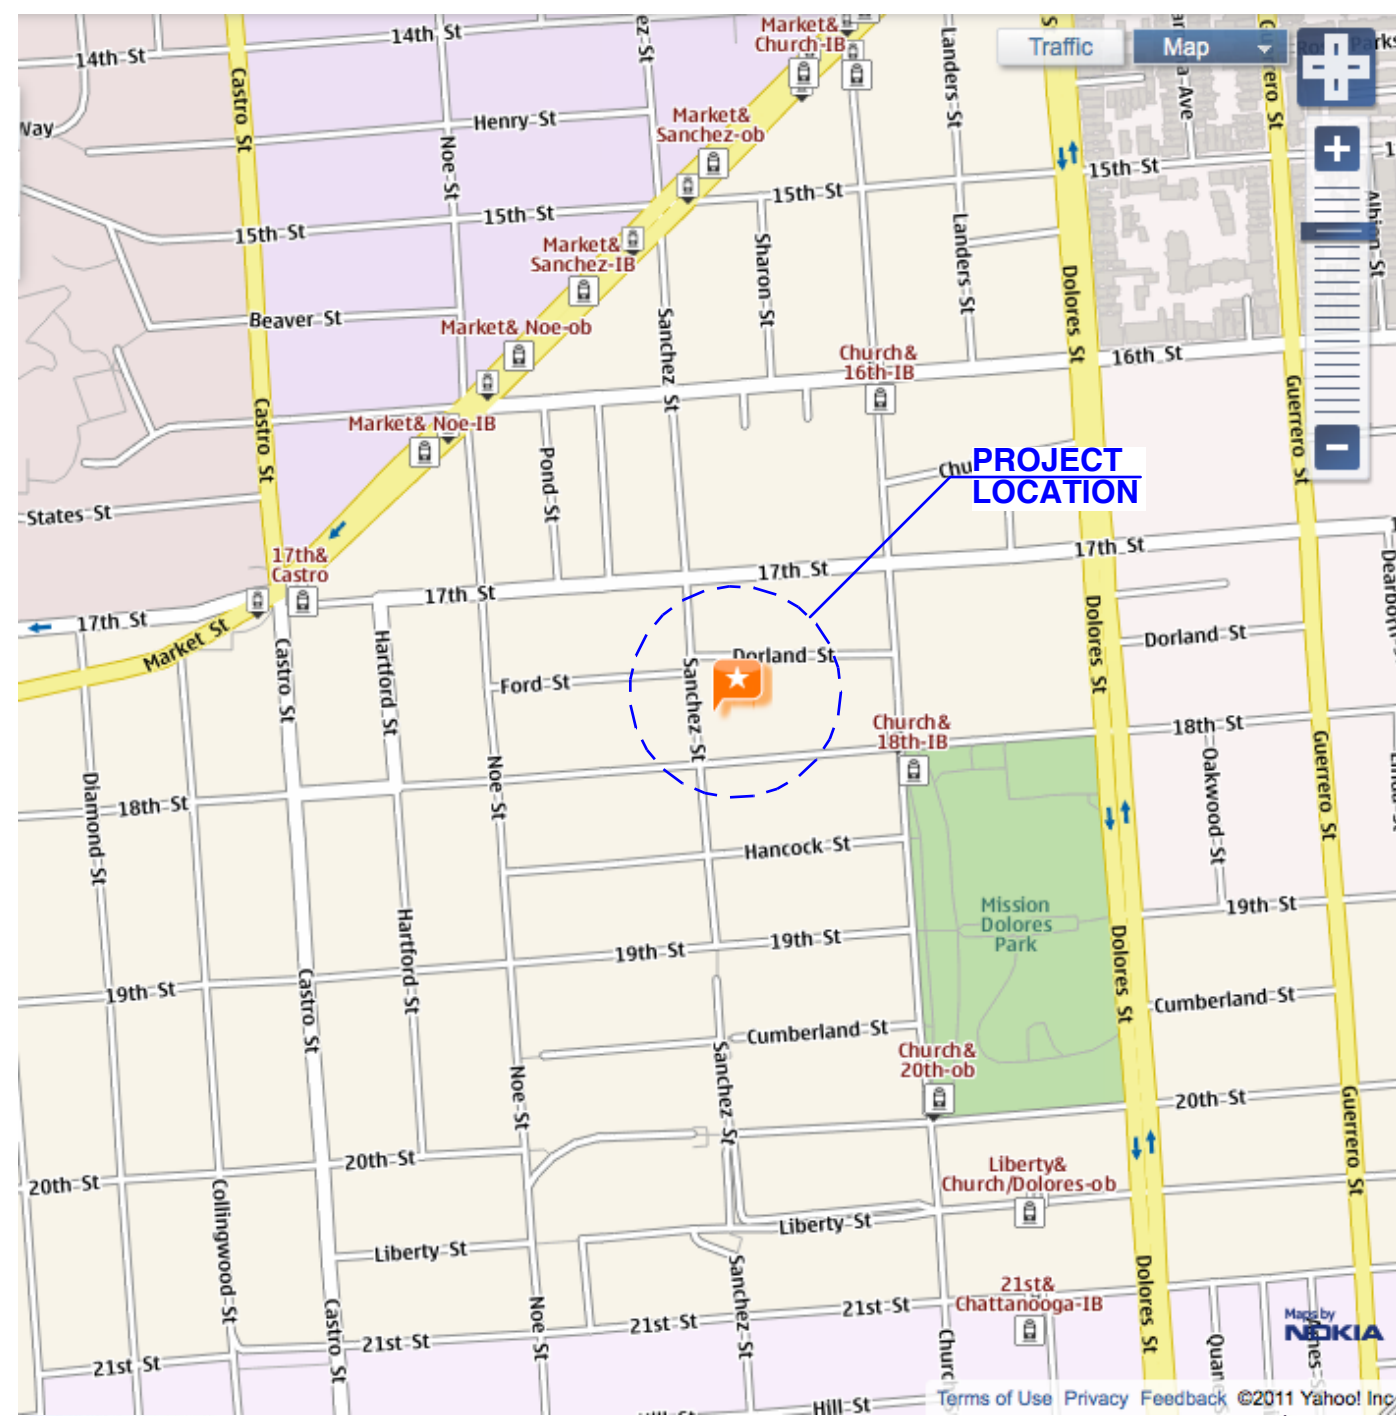 14th St
14th St
Castro St
Market&
Church-IB
Landers-St
Traffic
Map
Way
Henry St
Noe-St
Market&
Sanchez-ob
15th St
15th St
15th St
15th St
Market&
Sanchez-IB
Sharon-St
Landers-St
Dolores St
Albion St
Beaver St
Market& Noe-ob
Sanchez St
Church&
16th-IB
16th St
Castro St
Market& Noe-IB
Guerrero St
Pond-St
PROJECT
LOCATION
States St
17th&
Castro
17th St
17th St
17th St
17th St
Market St
Castro St
Hartford St
Dorland St
Dorland St
Dolores St
Ford St
Sanchez-St
Church&
18th-IB
18th St
Oakwood-St
Guerrero St
Noe-St
Diamond-St
18th-St
Hancock St
Mission
Dolores
Park
19th-St
19th-St
19th-St
19th-St
Hartford-St
Castro St
Dolores St
Cumberland-St
Cumberland St
Church&
20th-ob
Sanchez St
Noe-St
20th-St
20th-St
20th-St
Guerrero St
Liberty&
Church/Dolores-ob
Collingwood-St
Liberty St
Liberty St
Sanchez-St
Dolores St
21st&
Chattanooga-IB
21st-St
21st-St
21st-St
21st-St
Noe St
Castro St
Maps by
NOKIA
Hill-St
Terms of Use Privacy Feedback ©2011 Yahoo! Inc